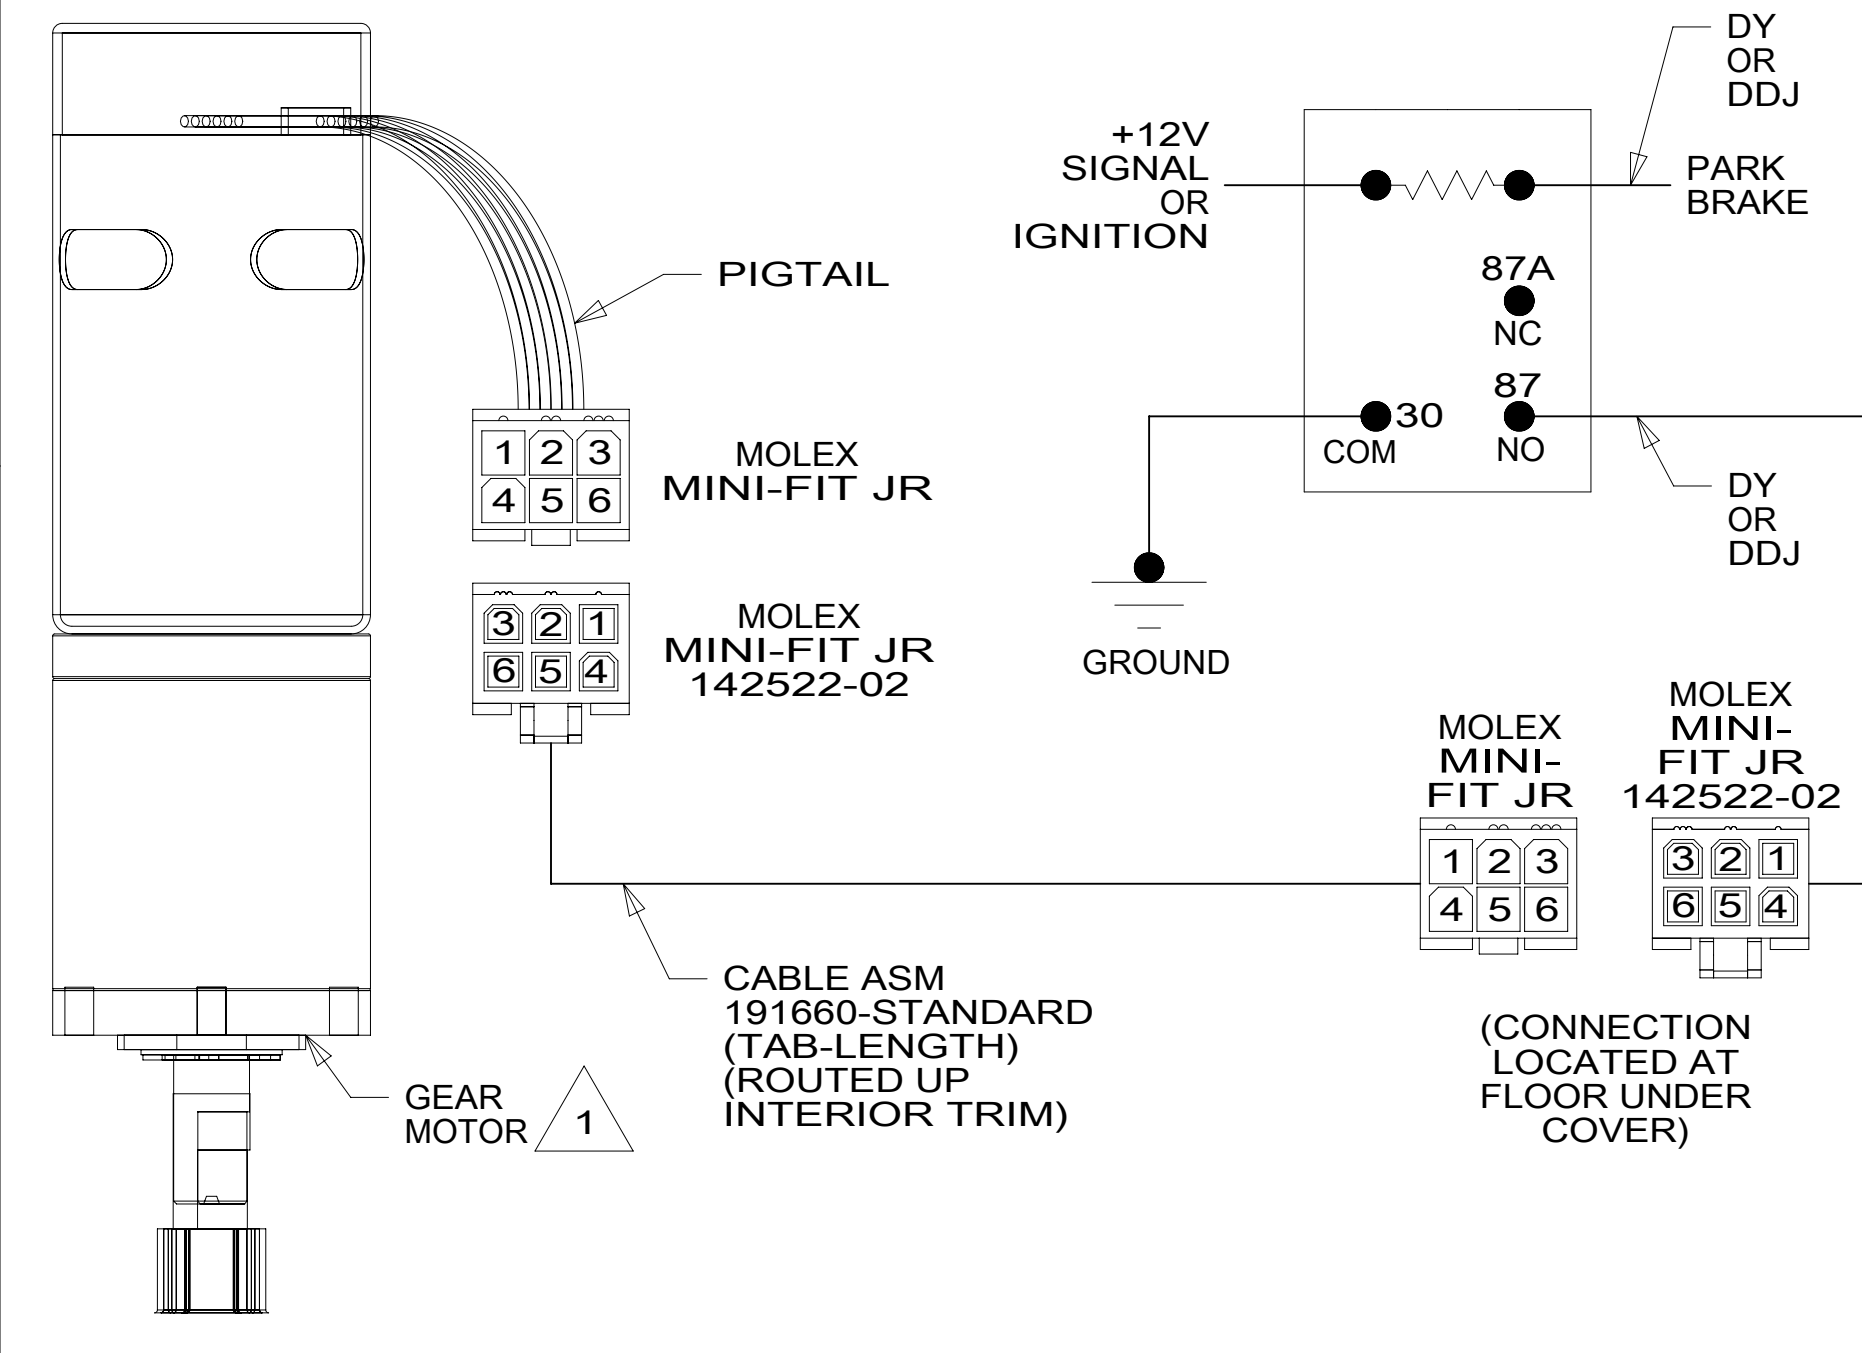 DY
OR
DDJ
+12V
SIGNAL
OR
IGNITION
PARK
BRAKE
87A
NC
87
NO
30
COM
DY
OR
DDJ
GROUND
PIGTAIL
1 2 3
4 5 6
MOLEX
MINI-FIT JR
3 2 1
6 5 4
MOLEX
MINI-FIT JR
142522-02
MOLEX
MINI-
FIT JR
1 2 3
4 5 6
MOLEX
MINI-
FIT JR
142522-02
3 2 1
6 5 4
(CONNECTION
LOCATED AT
FLOOR UNDER
COVER)
CABLE ASM
191660-STANDARD
(TAB-LENGTH)
(ROUTED UP
INTERIOR TRIM)
GEAR
MOTOR
1